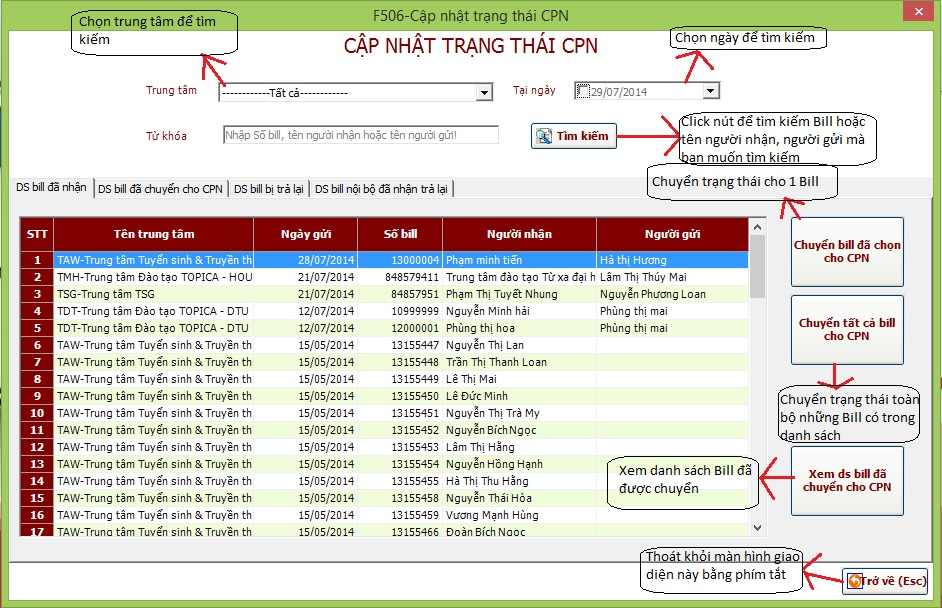 F506-Cập nhật trạng thái CPN
Chọn trung tâm để tìm
kiếm
CẬP NHẬT TRẠNG THÁI CPN
Chọn ngày để tìm kiếm
Trung tâm
------------Tất cả------------
Tại ngày
29/07/2014
Từ khóa
Nhập Số bill, tên người nhận hoặc tên người gửi!
Tìm kiếm
Click nút để tìm kiếm Bill hoặc
tên người nhận, người gửi mà
bạn muốn tìm kiếm
DS bill đã nhận DS bill đã chuyển cho CPN DS bill bị trả lại DS bill nội bộ đã nhận trả lại
Chuyển trạng thái cho 1 Bill
STT Tên trung tâm Ngày gửi Số bill Người nhận Người gửi
1 TAW-Trung tâm Tuyển sinh & Truyền th 28/07/2014 13000004 Phạm minh tiến Hà thị Hương
2 TMH-Trung tâm Đào tạo TOPICA - HOU 21/07/2014 848579411 Trung tâm đào tạo Từ xa đại h Lâm Thị Thúy Mai
3 TSG-Trung tâm TSG 21/07/2014 84857951 Phạm Thị Tuyết Nhung Nguyễn Phương Loan
4 TDT-Trung tâm Đào tạo TOPICA - DTU 12/07/2014 10999999 Nguyễn Minh hải Phùng thị mai
5 TDT-Trung tâm Đào tạo TOPICA - DTU 12/07/2014 12000001 Phùng thị hoa Phùng thị mai
6 TAW-Trung tâm Tuyển sinh & Truyền th 15/05/2014 13155447 Nguyễn Thị Lan
7 TAW-Trung tâm Tuyển sinh & Truyền th 15/05/2014 13155448 Trần Thị Thanh Loan
8 TAW-Trung tâm Tuyển sinh & Truyền th 15/05/2014 13155449 Lê Thị Mai
9 TAW-Trung tâm Tuyển sinh & Truyền th 15/05/2014 13155450 Lê Đức Minh
10 TAW-Trung tâm Tuyển sinh & Truyền th 15/05/2014 13155451 Nguyễn Thị Trà My
11 TAW-Trung tâm Tuyển sinh & Truyền th 15/05/2014 13155452 Nguyễn Bích Ngọc
12 TAW-Trung tâm Tuyển sinh & Truyền th 15/05/2014 13155453 Lâm Thị Hằng
13 TAW-Trung tâm Tuyển sinh & Truyền th 15/05/2014 13155454 Nguyễn Hồng Hạnh
14 TAW-Trung tâm Tuyển sinh & Truyền th 15/05/2014 13155455 Hà Thị Thu Hằng
15 TAW-Trung tâm Tuyển sinh & Truyền th 15/05/2014 13155458 Nguyễn Thái Hòa
16 TAW-Trung tâm Tuyển sinh & Truyền th 15/05/2014 13155459 Vương Mạnh Hùng
17 TAW-Trung tâm Tuyển sinh & Truyền th 15/05/2014 13155466 Đoàn Bích Ngọc
Chuyển bill đã chọn
cho CPN
Chuyển tất cả bill
cho CPN
Chuyển trạng thái toàn
bộ những Bill có trong
danh sách
Xem danh sách Bill đã
được chuyển
Xem ds bill đã
chuyển cho CPN
Thoát khỏi màn hình giao
diện này bằng phím tắt
Trở về (Esc)